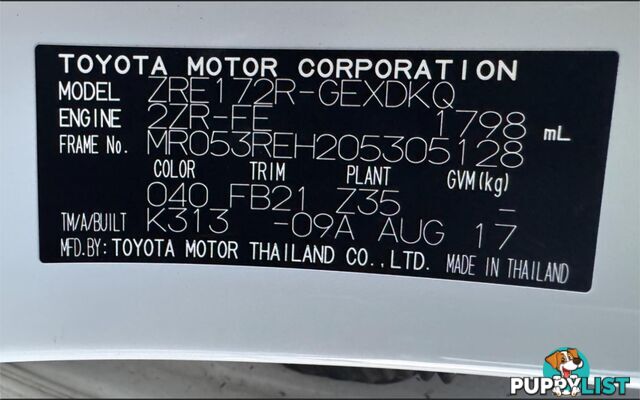 TOYOTA MOTOR CORPORATION
MODEL ZRE172R-GEXDKQ
ENGINE 2ZR-FE 1798 mL
FRAME No. MR053REH205305128
COLOR TRIM PLANT GVM(kg)
040 FB21 Z35 –
TM/A/BUILT K313 -09A AUG 17
MFD.BY: TOYOTA MOTOR THAILAND CO.,LTD. MADE IN THAILAND
PUPPYLIST